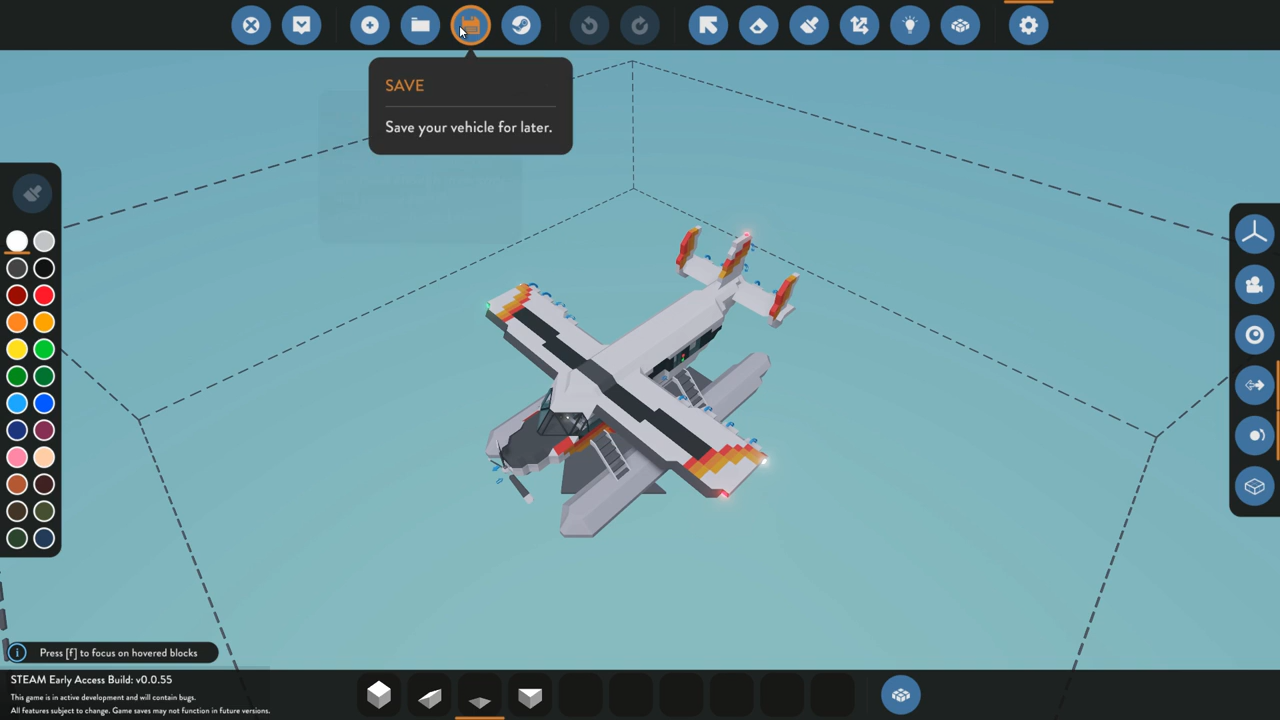 SAVE
Save your vehicle for later.
Press [f] to focus on hovered blocks
STEAM Early Access Build: v0.0.55
This game is in active development and will contain bugs.
All features subject to change. Game saves may not function in future versions.